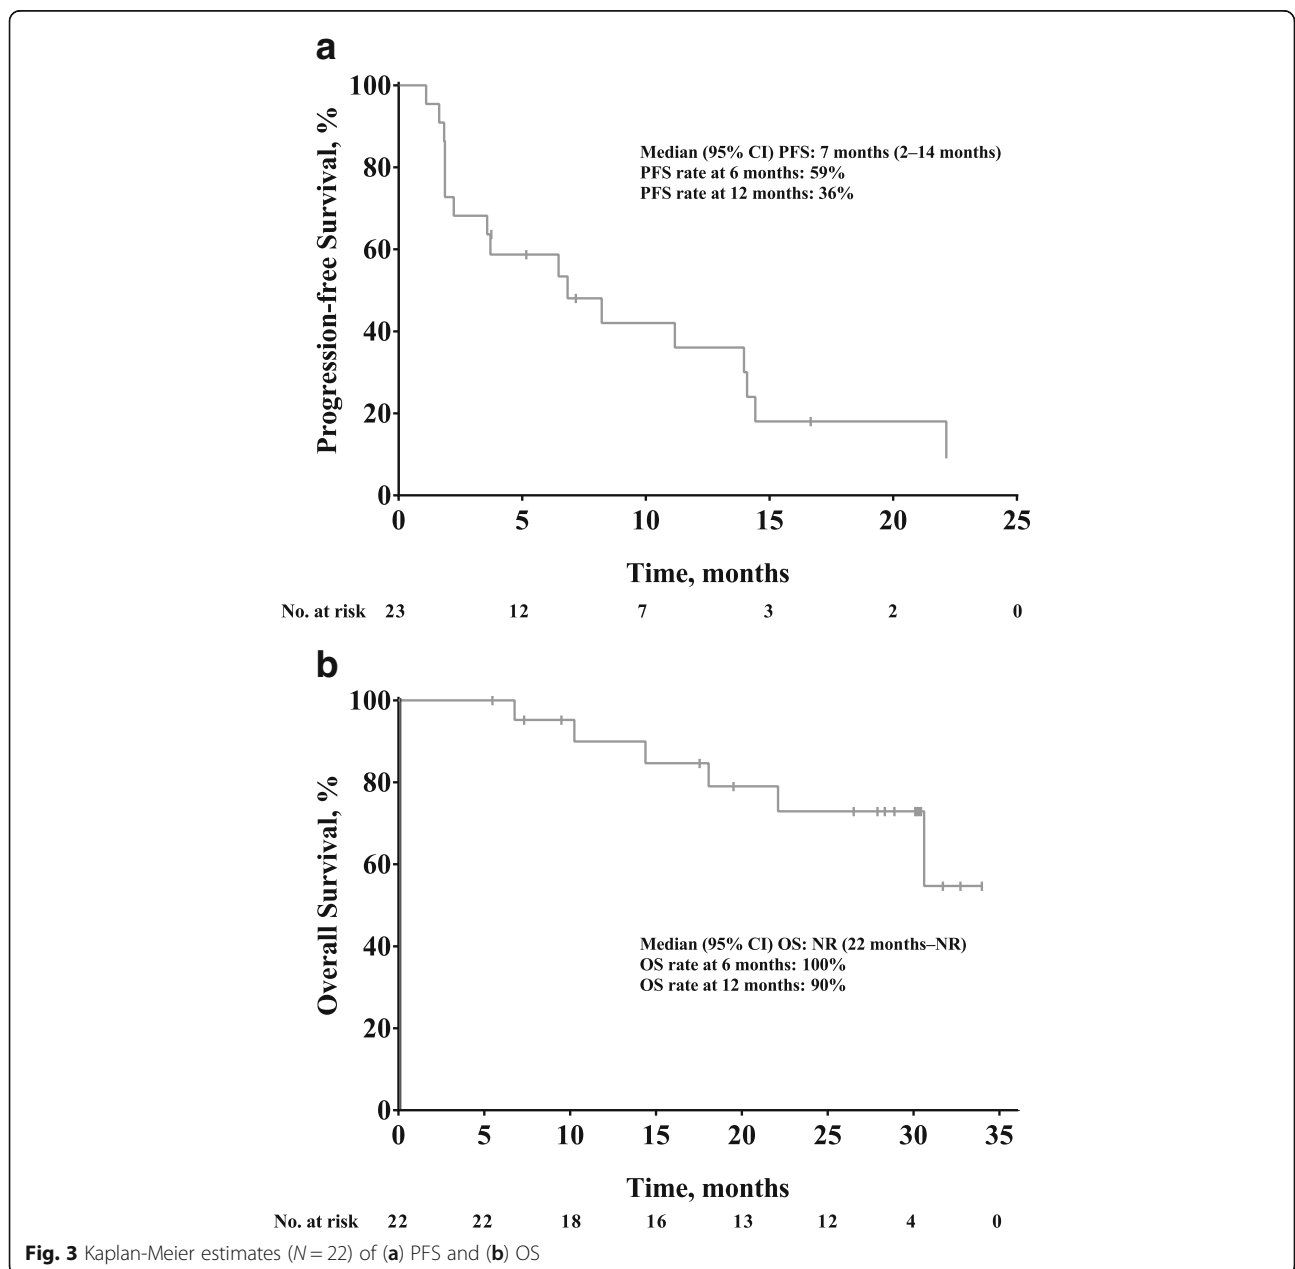 a
100
80
60
40
20
0
Progression-free Survival, %
Median (95% CI) PFS: 7 months (2–14 months)
PFS rate at 6 months: 59%
PFS rate at 12 months: 36%
0 5 10 15 20 25
Time, months
No. at risk 23 12 7 3 2 0
b
100
80
60
40
20
0
Overall Survival, %
Median (95% CI) OS: NR (22 months–NR)
OS rate at 6 months: 100%
OS rate at 12 months: 90%
0 5 10 15 20 25 30 35
Time, months
No. at risk 22 22 18 16 13 12 4 0
Fig. 3 Kaplan-Meier estimates (N = 22) of (a) PFS and (b) OS